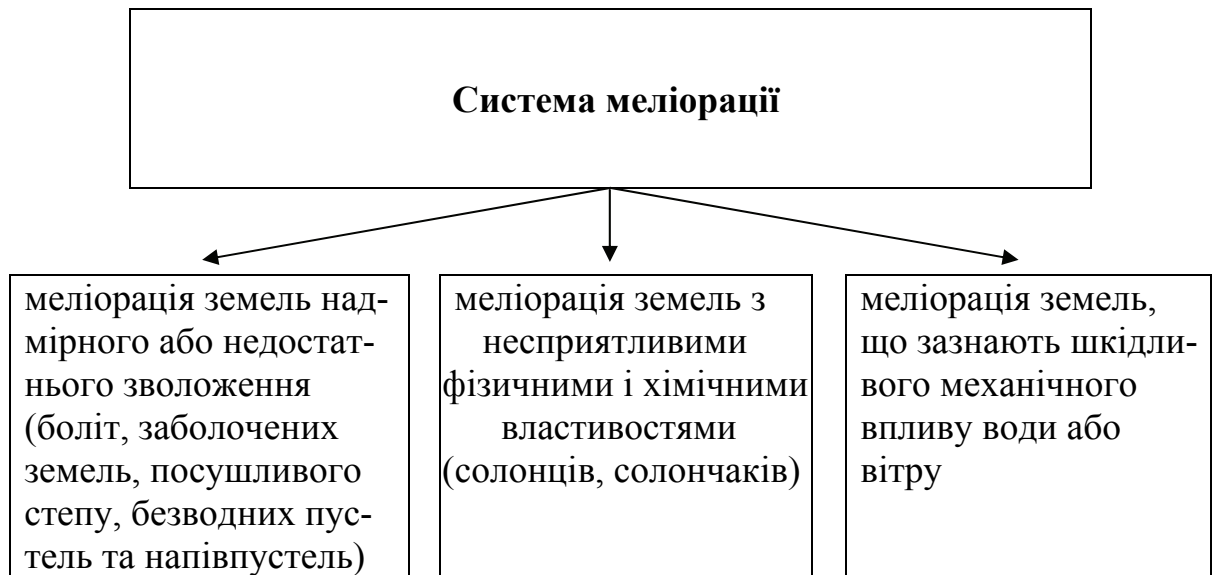 Система меліорації
меліорація земель над-
мірного або недостат-
нього зволоження
(боліт, заболочених
земель, посушливого
степу, безводних пус-
тель та напівпустель)
меліорація земель з
несприятливими
фізичними і хімічними
властивостями
(солонців, солончаків)
меліорація земель,
що зазнають шкідли-
вого механічного
впливу води або
вітру